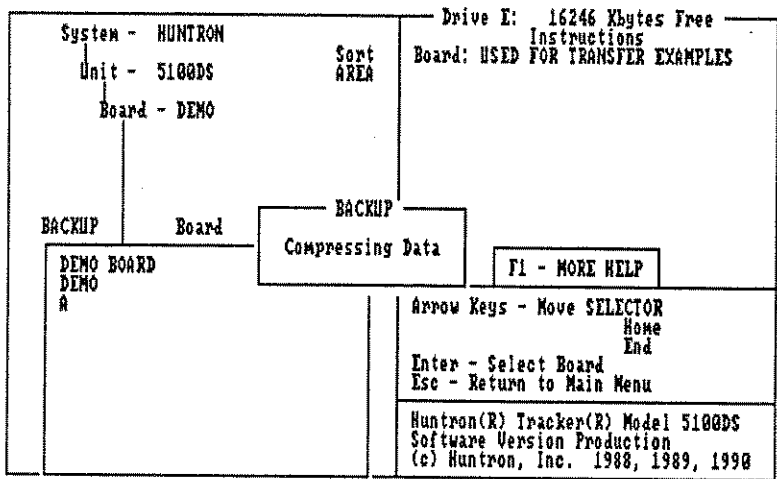 System - HUNTRON
Unit - 5100DS
Board - DEMO
Sort
AREA
Drive E: 16246 Kbytes Free
Instructions
Board: USED FOR TRANSFER EXAMPLES
BACKUP Board
BACKUP
Compressing Data
DEMO BOARD
DEMO
A
F1 - MORE HELP
Arrow Keys - Move SELECTOR
Home
End
Enter - Select Board
Esc - Return to Main Menu
Huntron(R) Tracker(R) Model 5100DS
Software Version Production
(c) Huntron, Inc. 1988, 1989, 1990